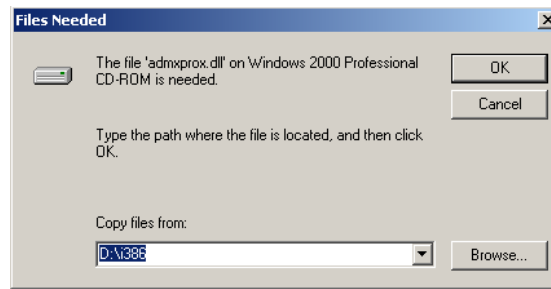 Files Needed
The file 'admxprox.dll' on Windows 2000 Professional
CD-ROM is needed.
OK
Cancel
Type the path where the file is located, and then click
OK.
Copy files from:
D:\i386
Browse...